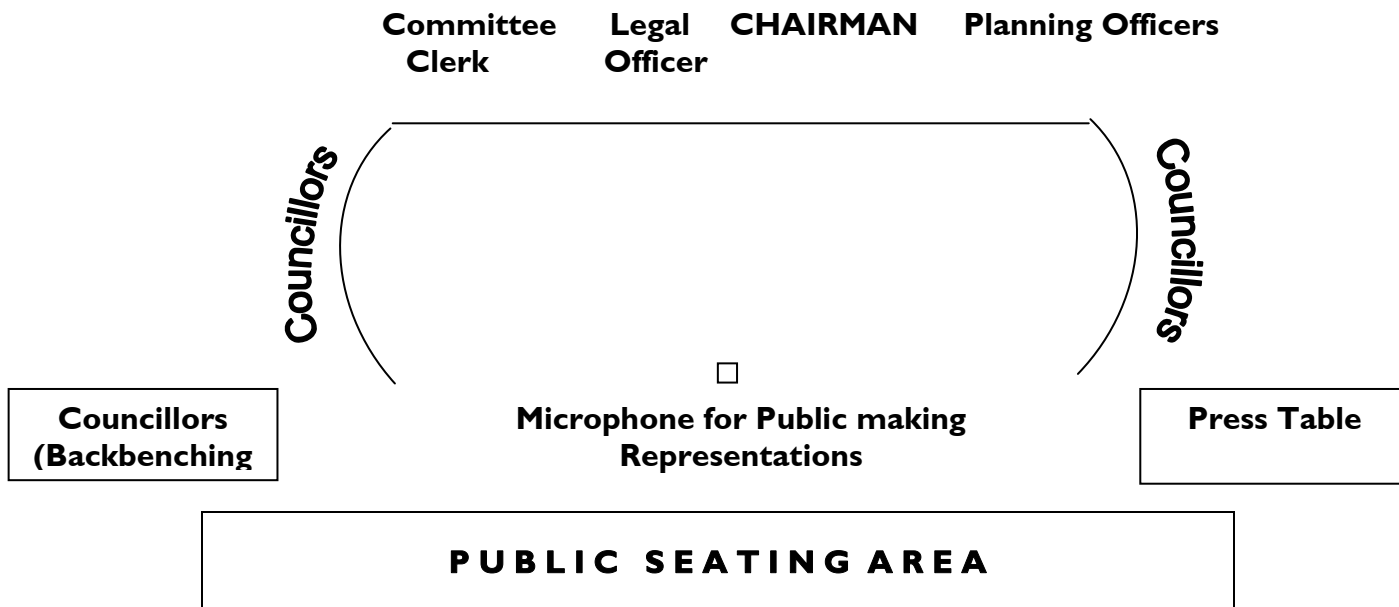 Committee Legal CHAIRMAN Planning Officers
Clerk Officer
Councillors
Councillors
Councillors
(Backbenching
Microphone for Public making
Representations
Press Table
PUBLIC SEATING AREA